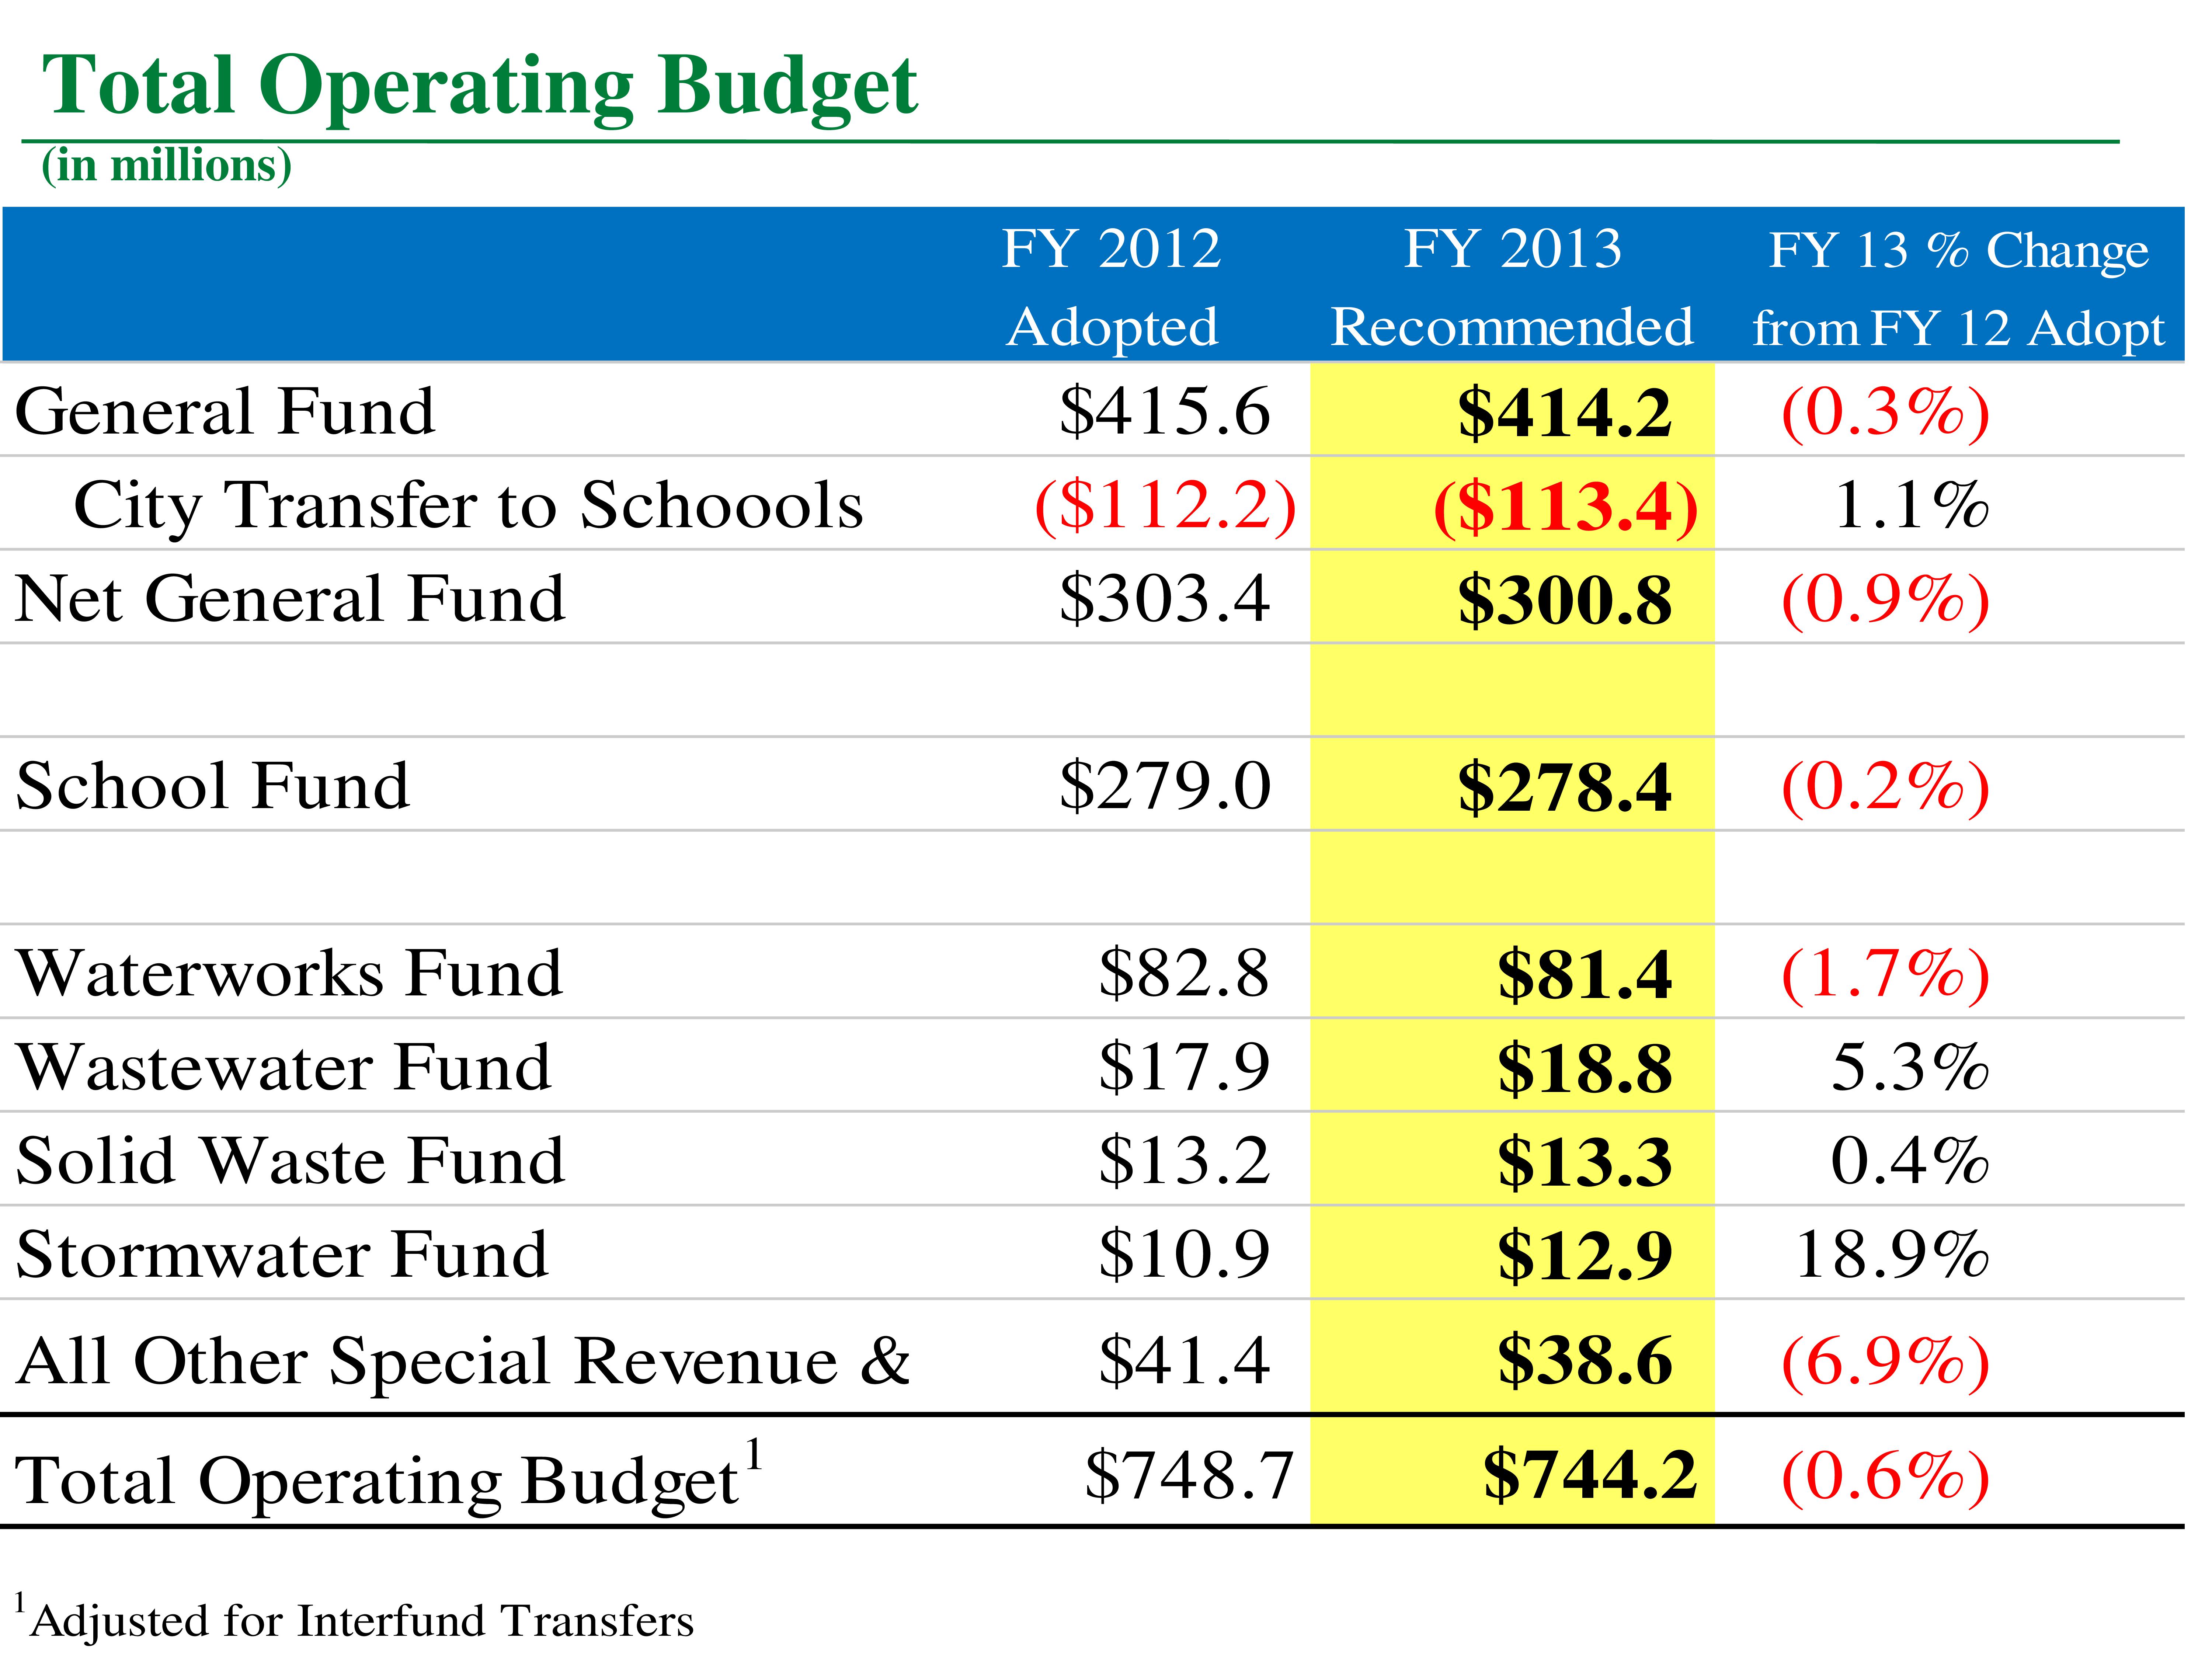 Total Operating Budget
(in millions)
FY 2012 FY 2013 FY 13 % Change
Adopted Recommended from FY 12 Adopt
General Fund $415.6 $414.2 (0.3%)
City Transfer to Schoools ($112.2) ($113.4) 1.1%
Net General Fund $303.4 $300.8 (0.9%)
School Fund $279.0 $278.4 (0.2%)
Waterworks Fund $82.8 $81.4 (1.7%)
Wastewater Fund $17.9 $18.8 5.3%
Solid Waste Fund $13.2 $13.3 0.4%
Stormwater Fund $10.9 $12.9 18.9%
All Other Special Revenue & $41.4 $38.6 (6.9%)
Total Operating Budget1 $748.7 $744.2 (0.6%)
1Adjusted for Interfund Transfers